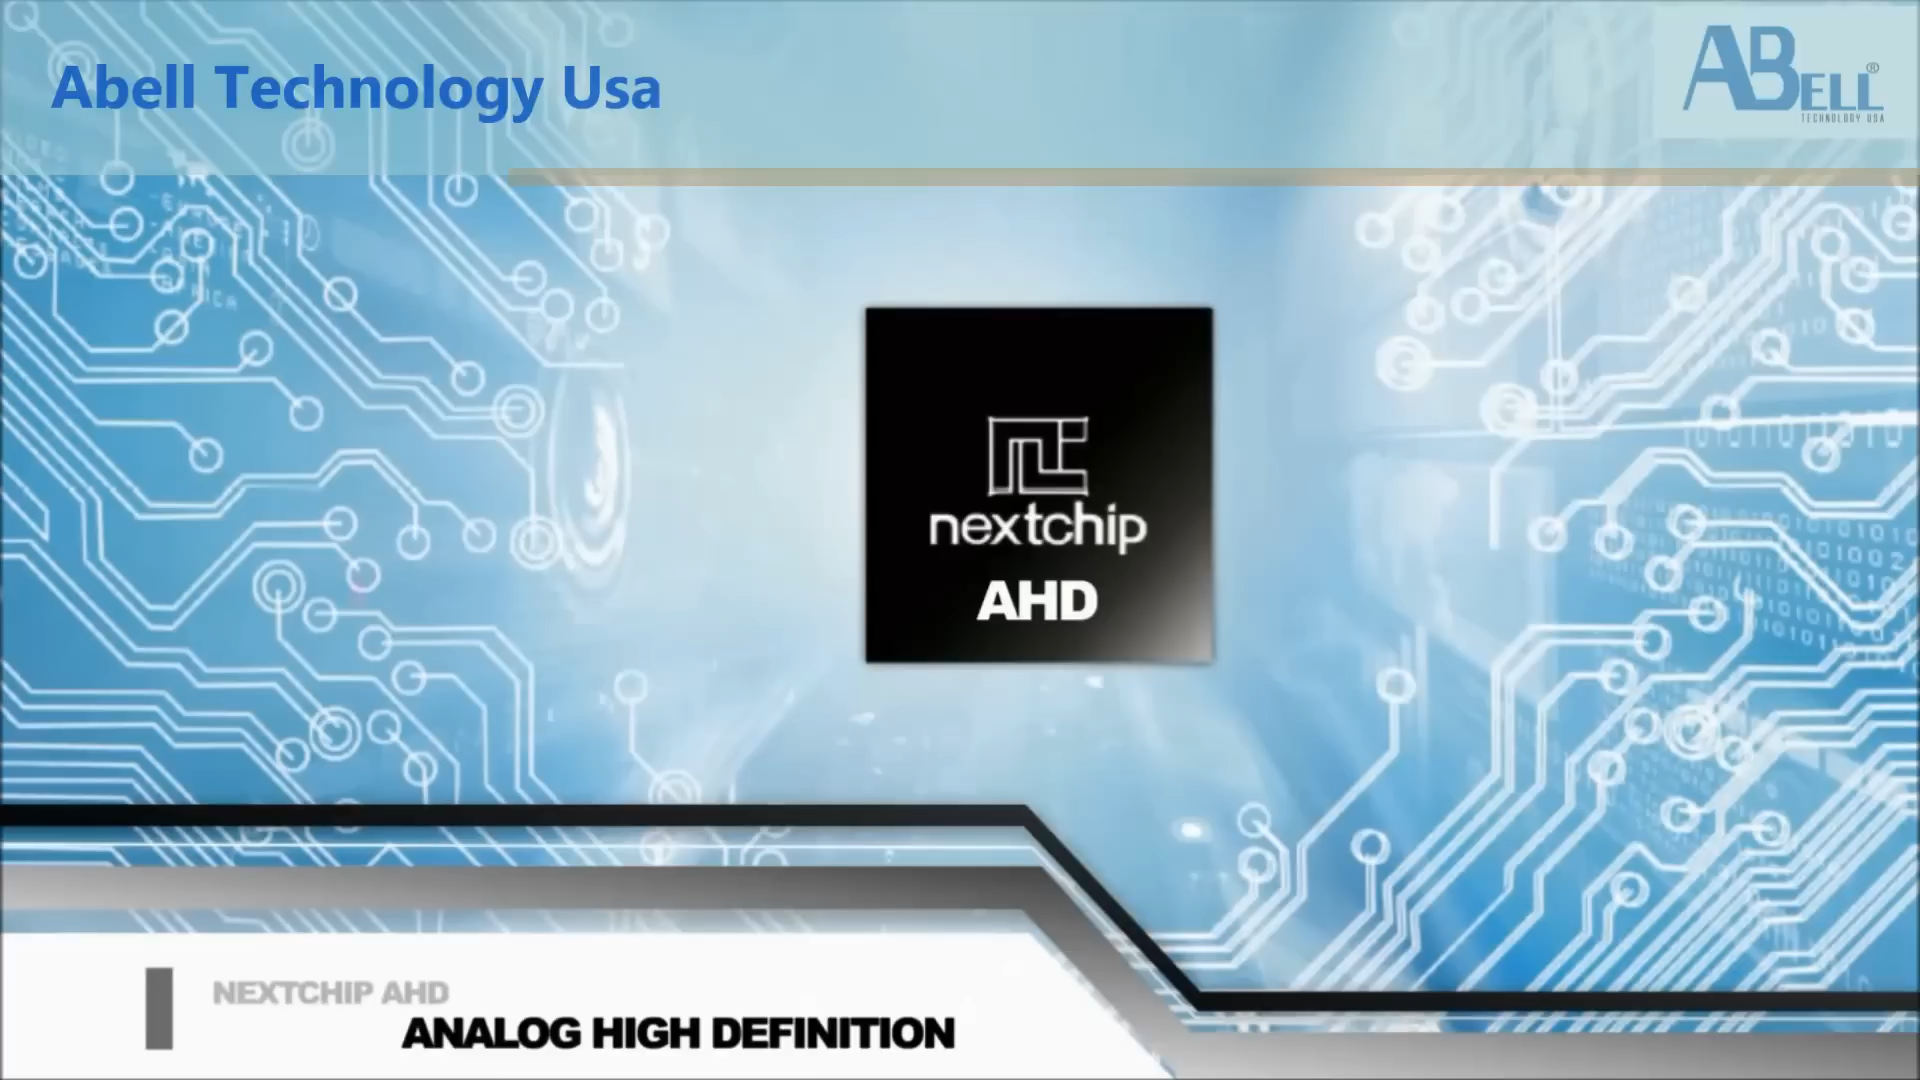 Abell Technology Usa
ABELL®
TECHNOLOGY USA
nextchip
AHD
NEXTCHIP AHD
ANALOG HIGH DEFINITION